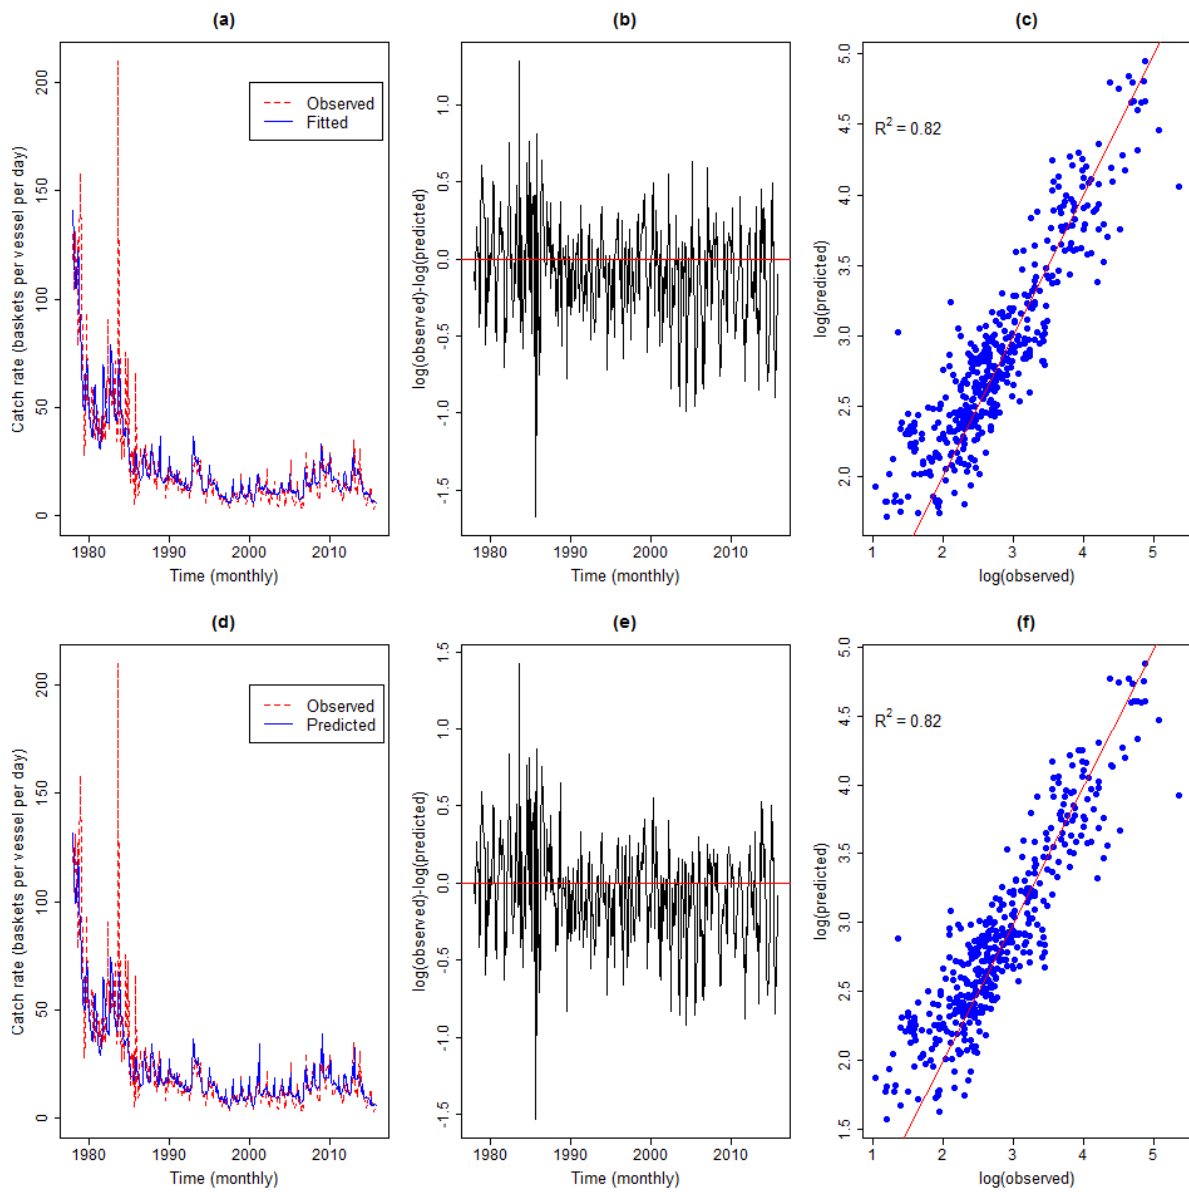 (a)
Catch rate (baskets per vessel per day)
200
150
100
50
0
Observed
Fitted
1980 1990 2000 2010
Time (monthly)
(b)
log(observed)-log(predicted)
1.0
0.5
0.0
-0.5
-1.0
-1.5
1980 1990 2000 2010
Time (monthly)
(c)
log(predicted)
5.0
4.5
4.0
3.5
3.0
2.5
2.0
R² = 0.82
1 2 3 4 5
log(observed)
(d)
Catch rate (baskets per vessel per day)
200
150
100
50
0
Observed
Predicted
1980 1990 2000 2010
Time (monthly)
(e)
log(observed)-log(predicted)
1.5
1.0
0.5
0.0
-0.5
-1.0
-1.5
1980 1990 2000 2010
Time (monthly)
(f)
log(predicted)
5.0
4.5
4.0
3.5
3.0
2.5
2.0
1.5
R² = 0.82
1 2 3 4 5
log(observed)